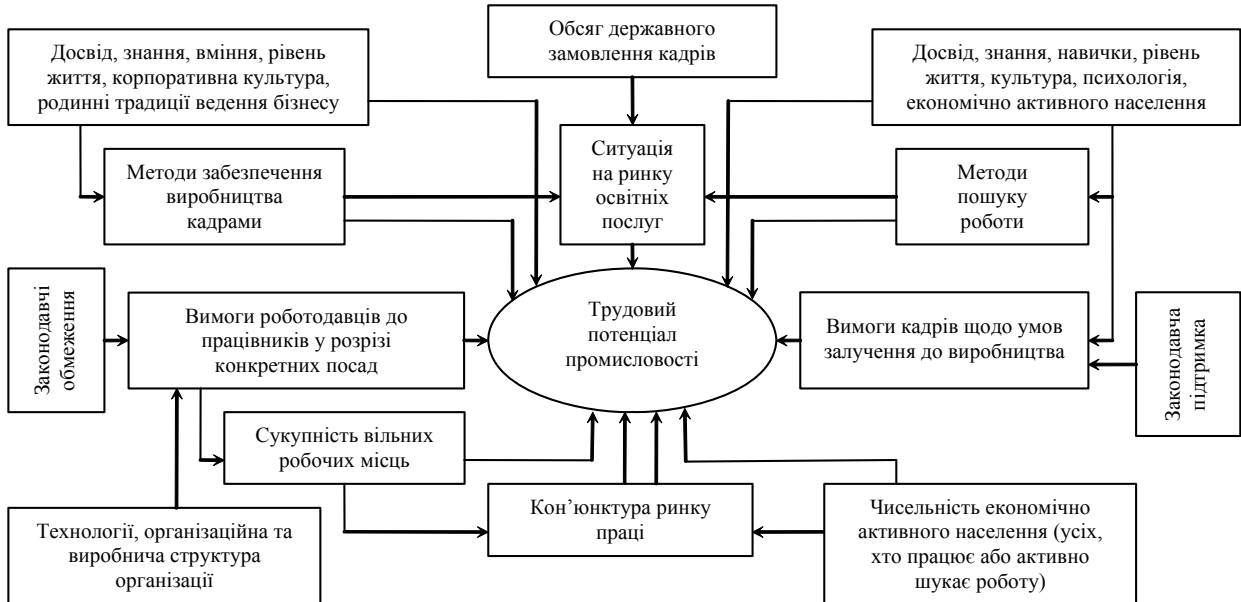 Обсяг державного
замовлення кадрів
Досвід, знання, вміння, рівень
життя, корпоративна культура,
родинні традиції ведення бізнесу
Досвід, знання, навички, рівень
життя, культура, психологія,
економічно активного населення
Методи забезпечення
виробництва
кадрами
Ситуація
на ринку
освітніх
послуг
Методи
пошуку
роботи
Законодавчі
обмеження
Вимоги роботодавців до
працівників у розрізі
конкретних посад
Трудовий
потенціал
промисловості
Вимоги кадрів щодо умов
залучення до виробництва
Законодавча
підтримка
Сукупність вільних
робочих місць
Технології, організаційна та
виробнича структура
організації
Кон’юнктура ринку
праці
Чисельність економічно
активного населення (усіх,
хто працює або активно
шукає роботу)